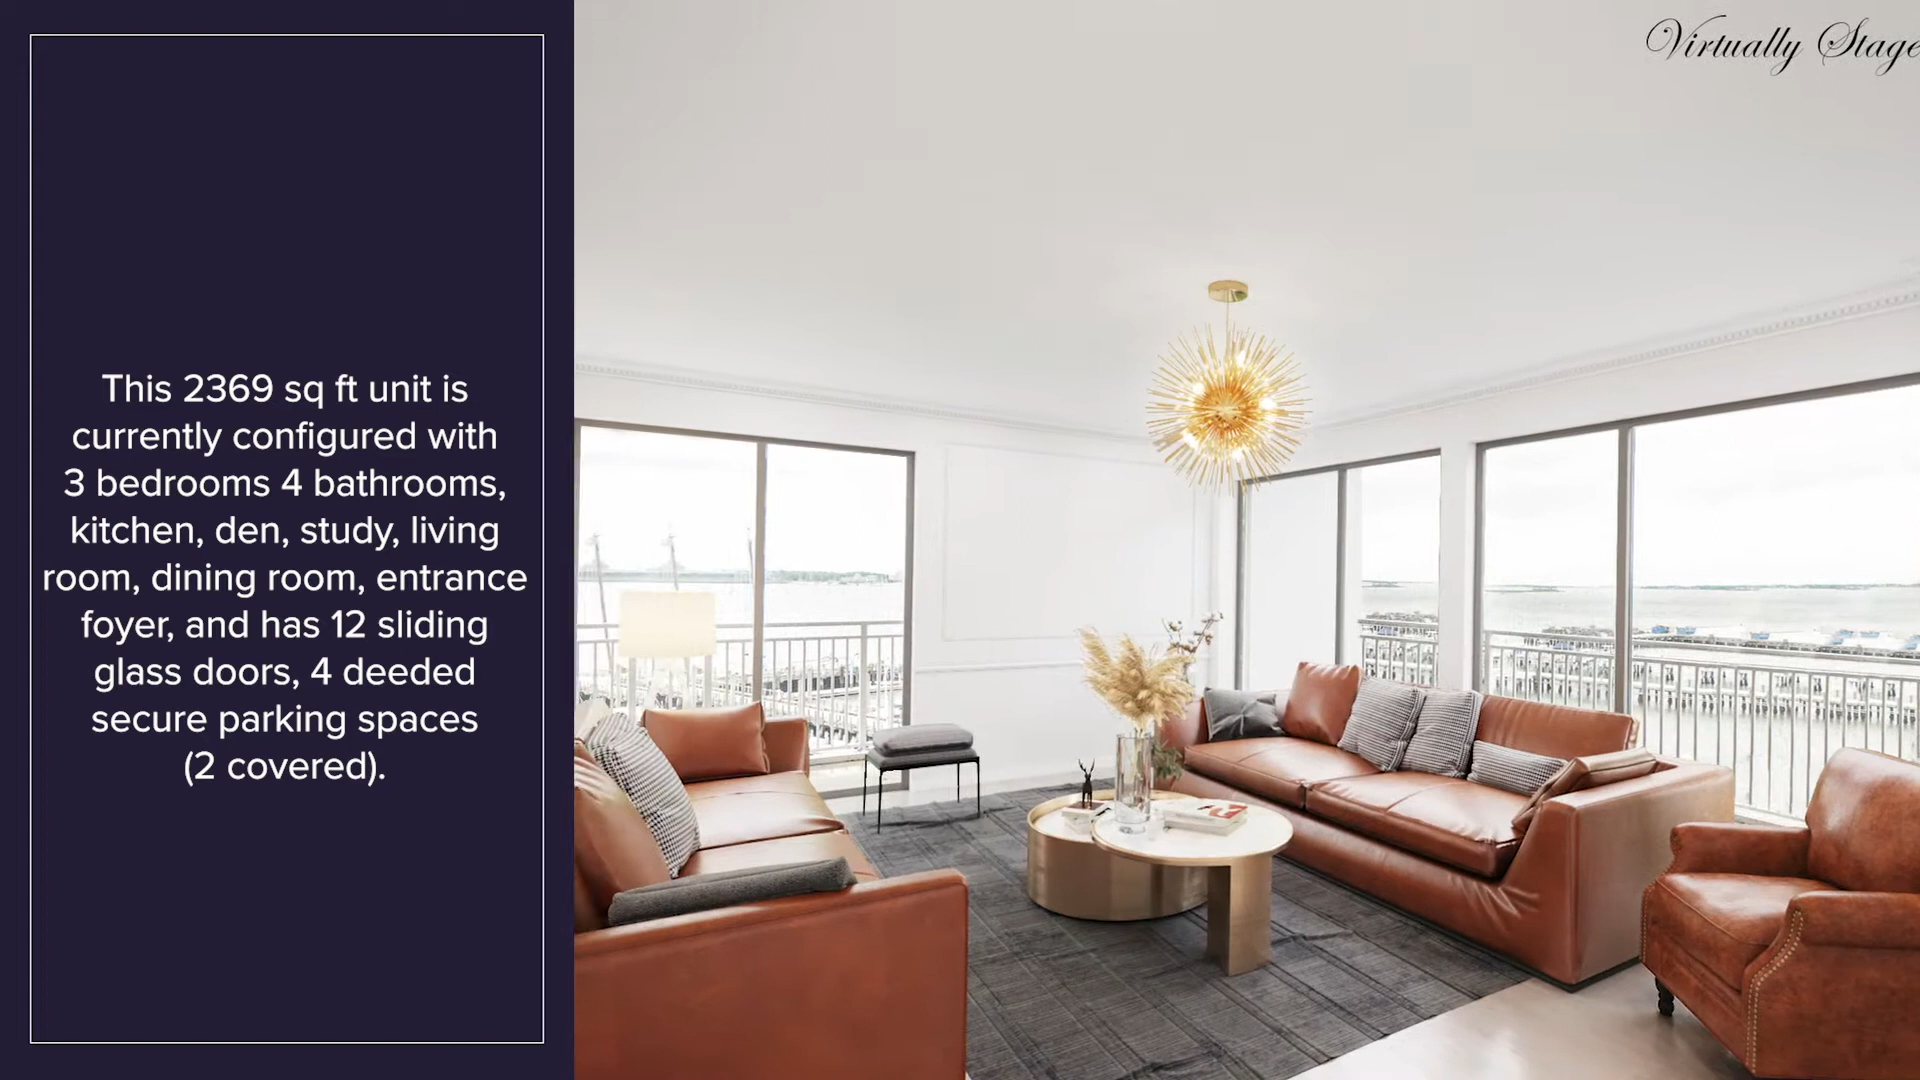 Virtually Stage
This 2369 sq ft unit is
currently configured with
3 bedrooms 4 bathrooms,
kitchen, den, study, living
room, dining room, entrance
foyer, and has 12 sliding
glass doors, 4 deeded
secure parking spaces
(2 covered).